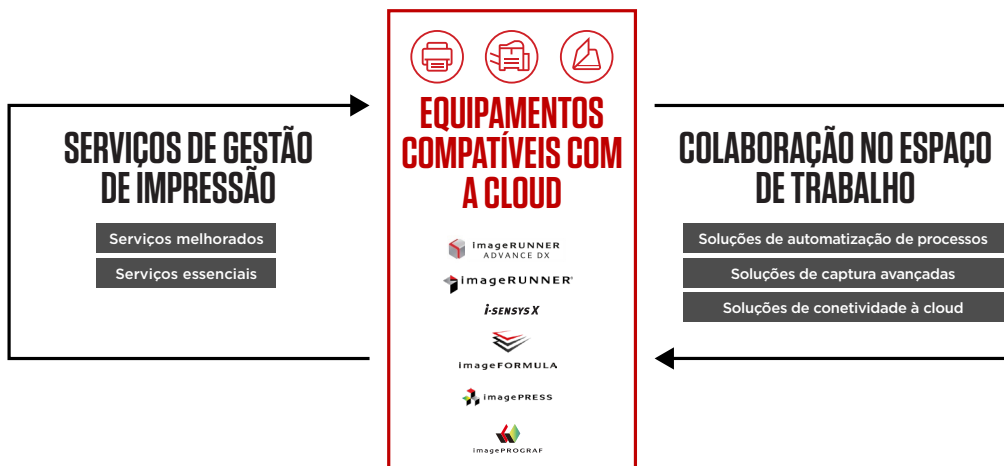 SERVIÇOS DE GESTÃO
DE IMPRESSÃO
Serviços melhorados
Serviços essenciais
EQUIPAMENTOS
COMPATÍVEIS COM
A CLOUD
imageRUNNER
ADVANCE DX
imageRUNNER®
i-SENSYS X
imageFORMULA
imagePRESS
imagePROGRAF
COLABORAÇÃO NO ESPAÇO
DE TRABALHO
Soluções de automatização de processos
Soluções de captura avançadas
Soluções de conetividade à cloud